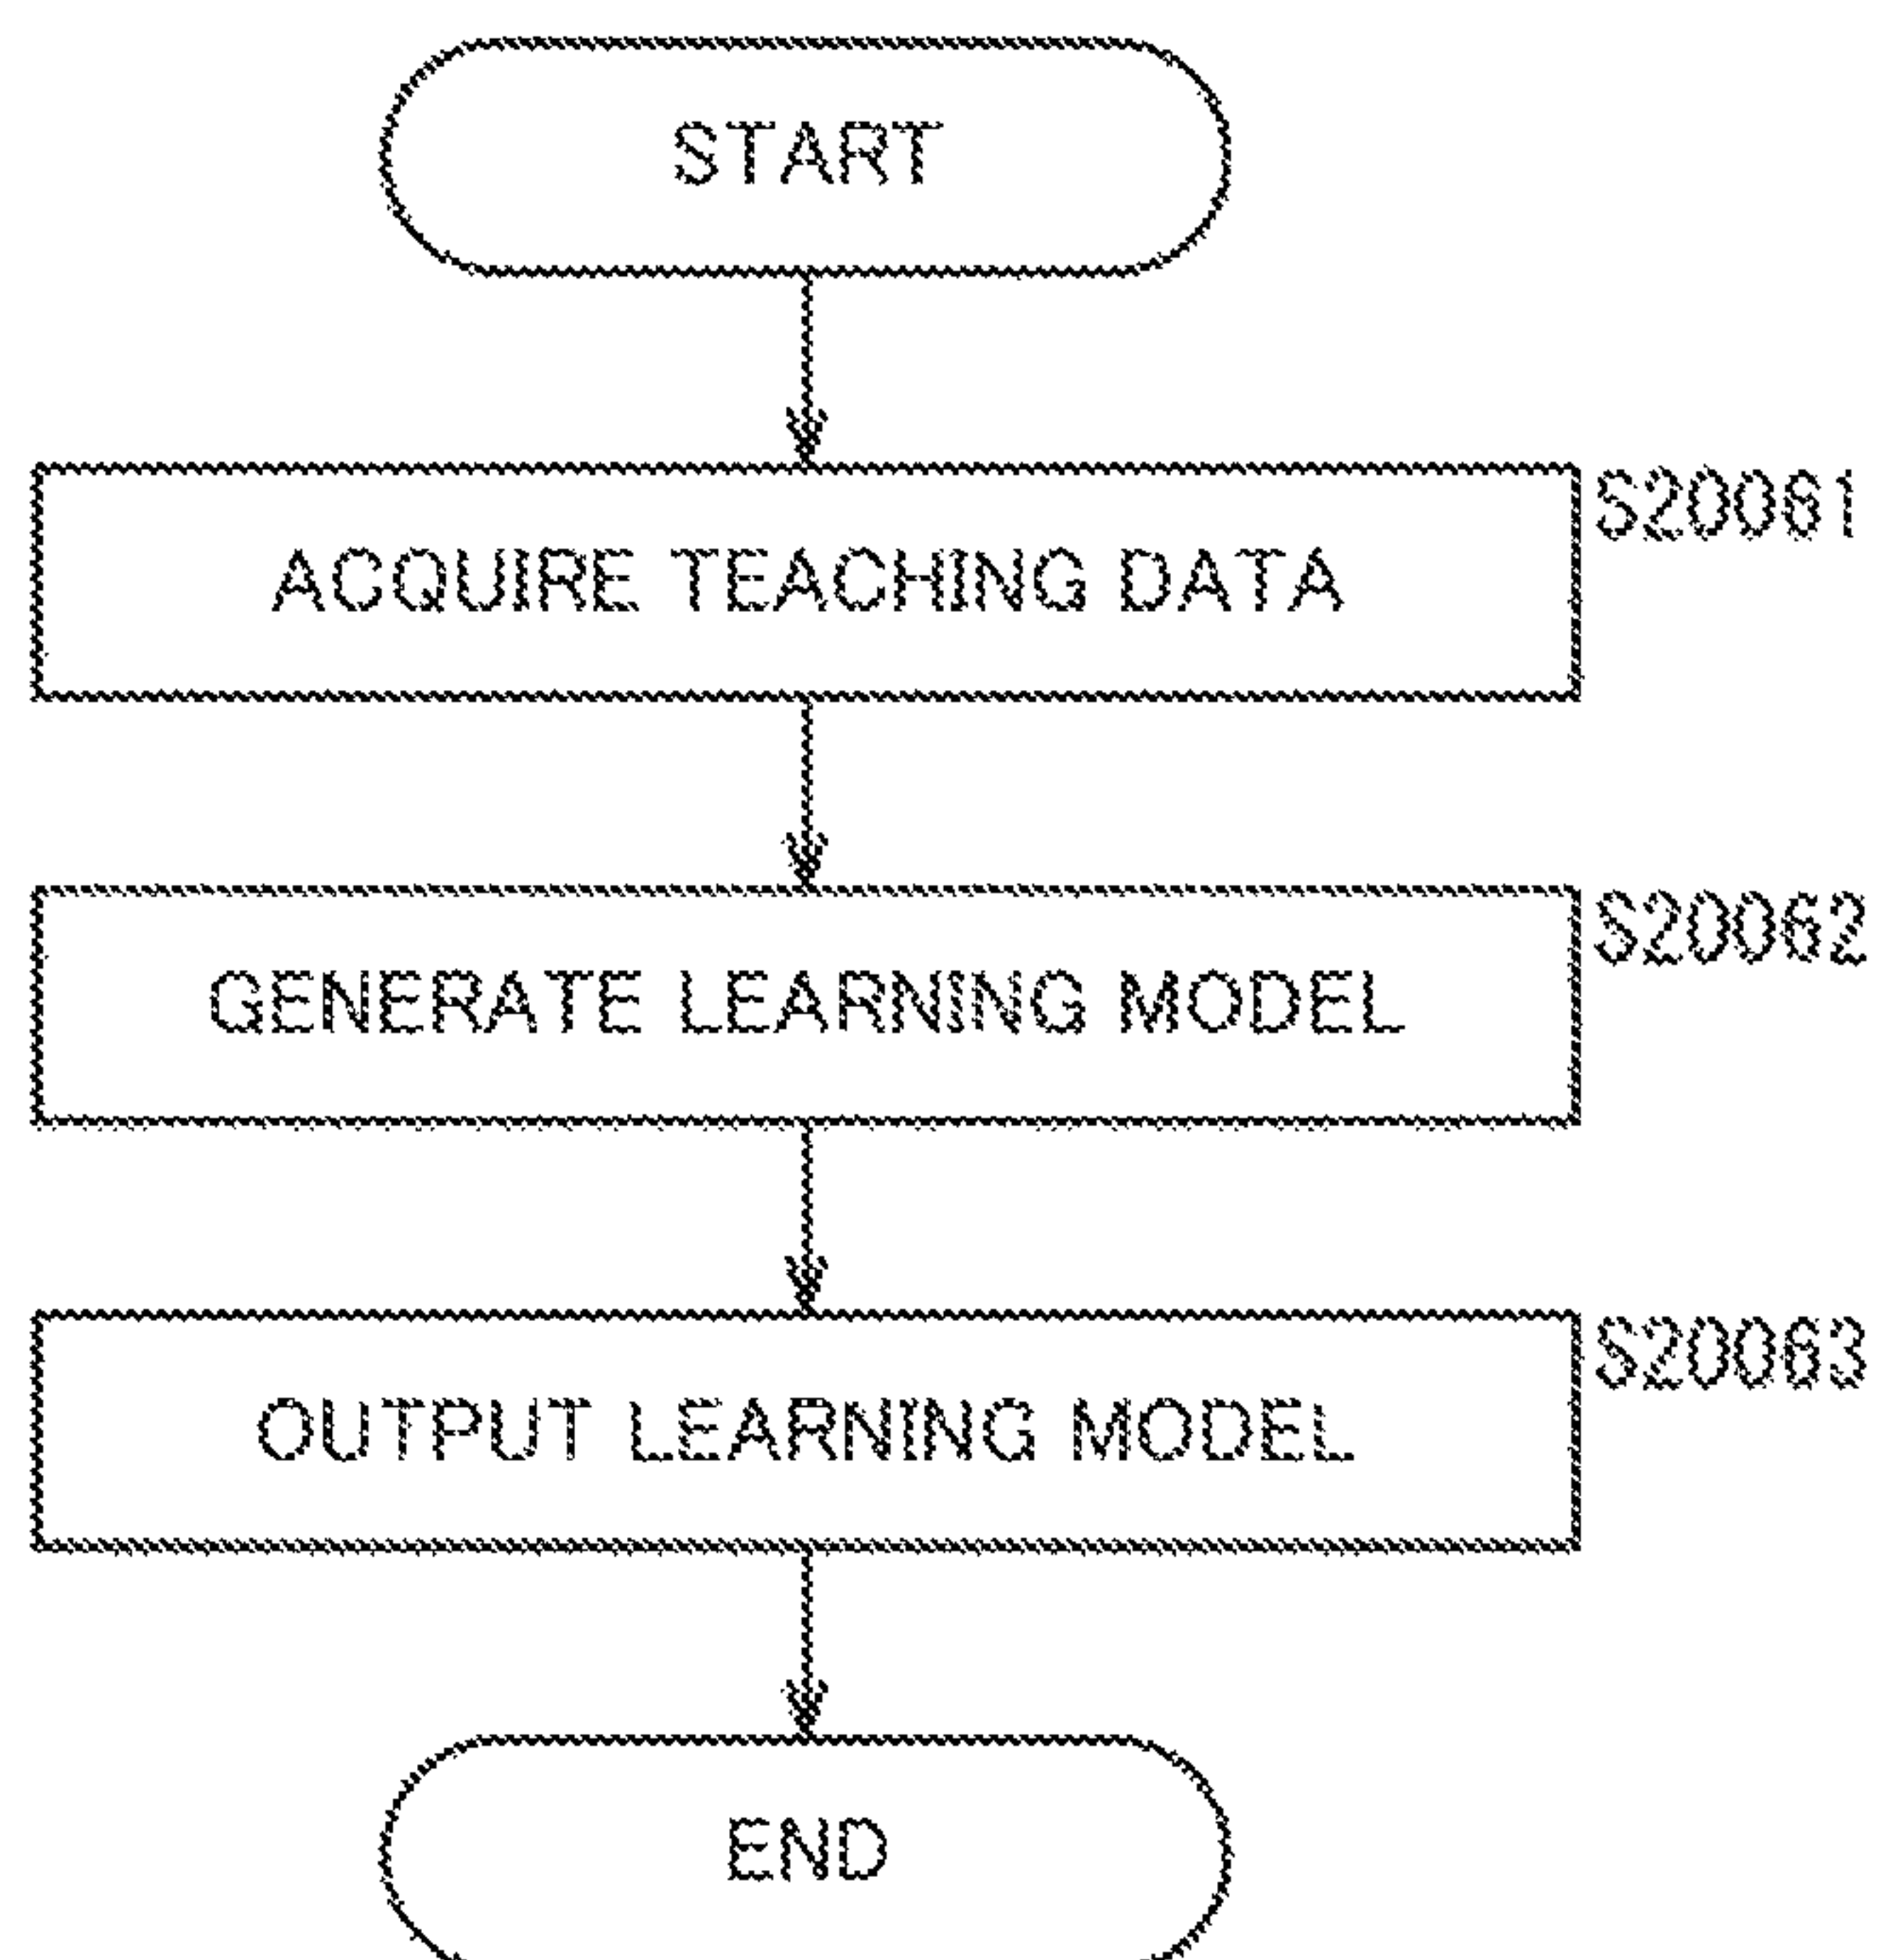 START
S20061
ACQUIRE TEACHING DATA
S20062
GENERATE LEARNING MODEL
S20063
OUTPUT LEARNING MODEL
END